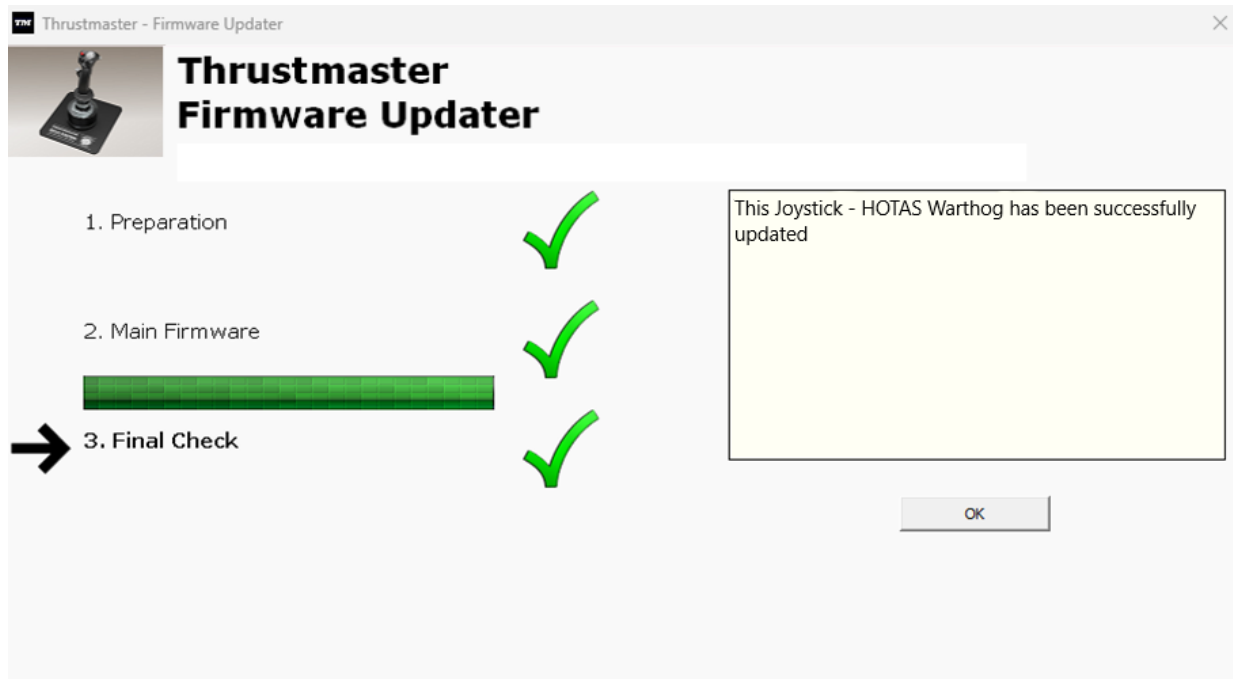 TM Thrustmaster - Firmware Updater
Thrustmaster
Firmware Updater
1. Preparation
2. Main Firmware
3. Final Check
This Joystick - HOTAS Warthog has been successfully
updated
OK